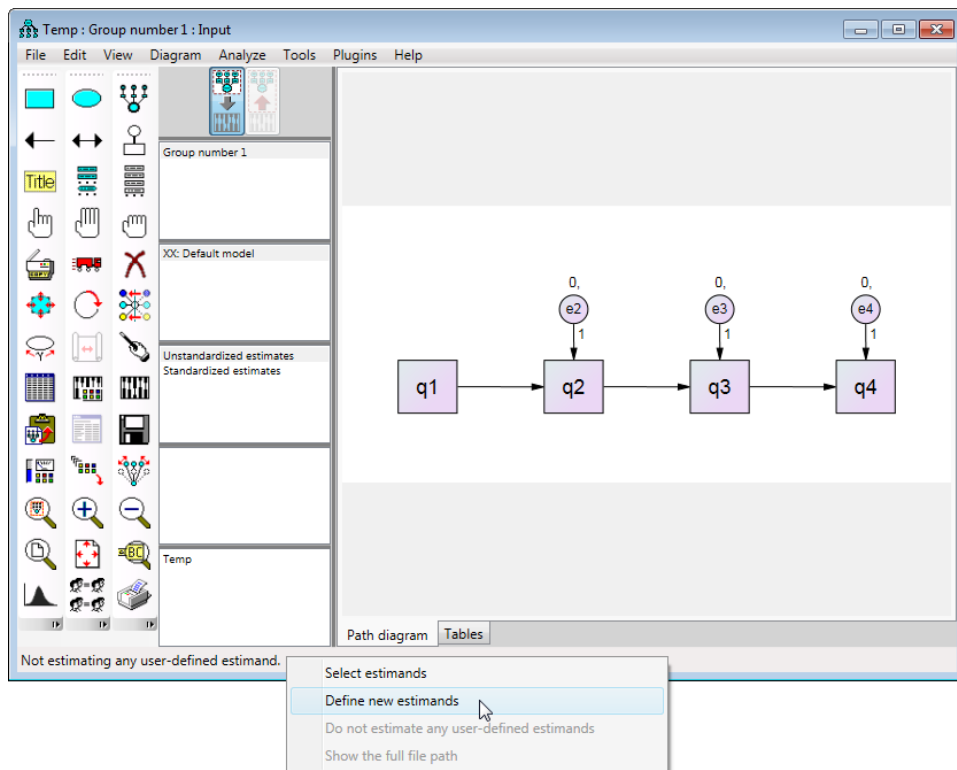 Temp : Group number 1 : Input
File Edit View Diagram Analyze Tools Plugins Help
Title
Group number 1
XX: Default model
Unstandardized estimates
Standardized estimates
Temp
0,
0,
0,
e2
e3
e4
1
1
1
q1
q2
q3
q4
Path diagram Tables
Not estimating any user-defined estimand.
Select estimands
Define new estimands
Do not estimate any user-defined estimands
Show the full file path